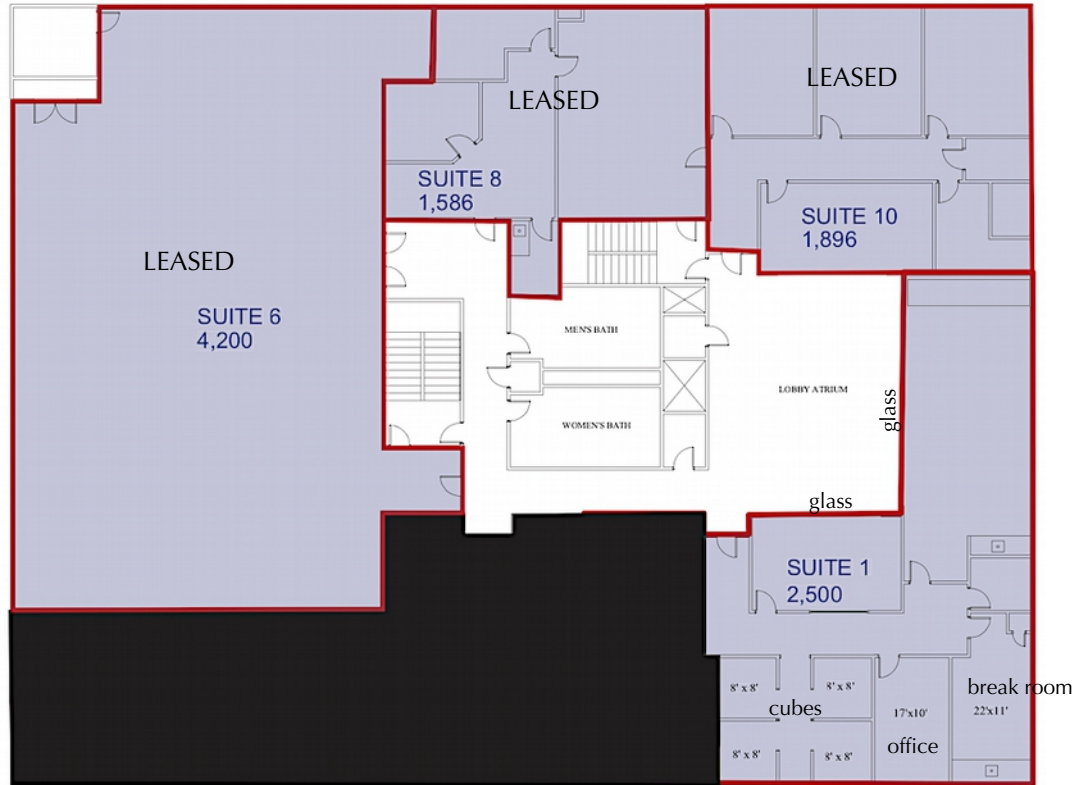 LEASED
LEASED
LEASED
SUITE 8
1,586
SUITE 10
1,896
SUITE 6
4,200
MEN'S BATH
LOBBY ATRIUM
glass
WOMEN'S BATH
glass
SUITE 1
2,500
8' x 8'
8' x 8'
cubes
17'x10'
break room
22'x11'
office
8' x 8'
8' x 8'